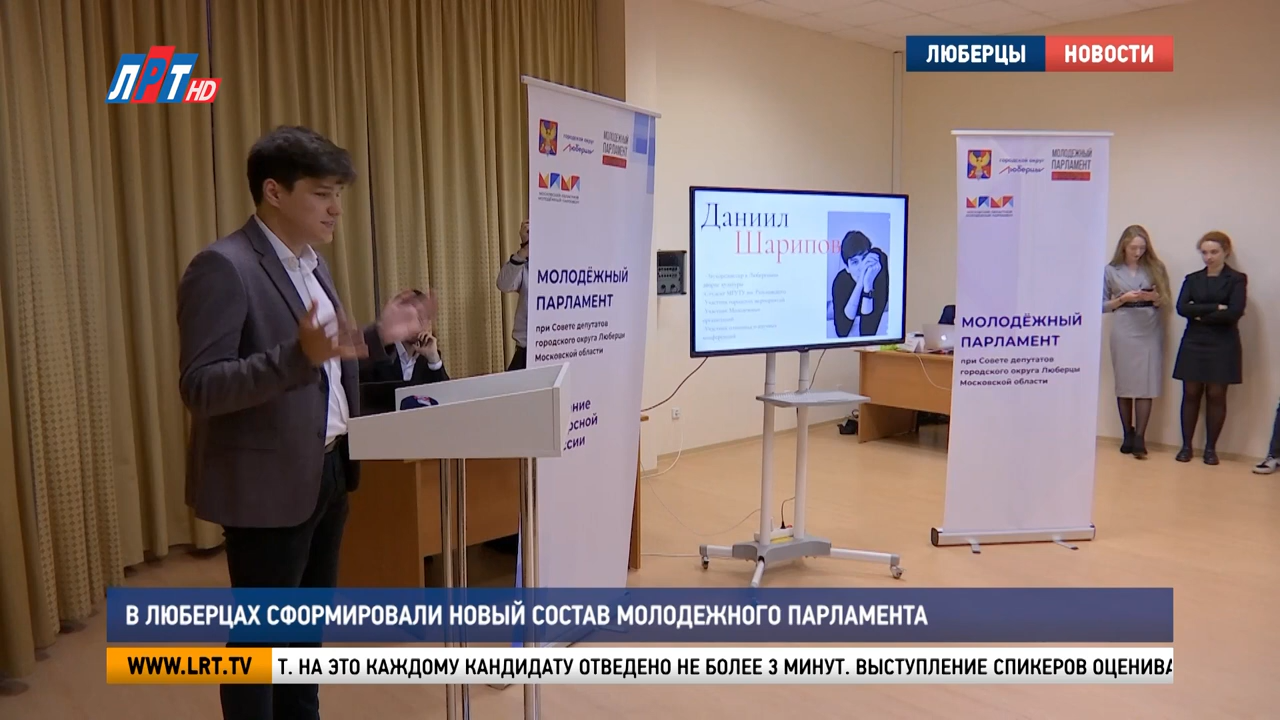 ЛРТ HD
ЛЮБЕРЦЫ НОВОСТИ
городской округ
Люберцы
МОЛОДЕЖНЫЙ
ПАРЛАМЕНТ
МОЛОДЁЖНЫЙ
ПАРЛАМЕНТ
при Совете депутатов
городского округа Люберцы
Московской области
Даниил
Шарипов
городской округ
Люберцы
МОЛОДЕЖНЫЙ
ПАРЛАМЕНТ
МОЛОДЁЖНЫЙ
ПАРЛАМЕНТ
при Совете депутатов
городского округа Люберцы
Московской области
В ЛЮБЕРЦАХ СФОРМИРОВАЛИ НОВЫЙ СОСТАВ МОЛОДЕЖНОГО ПАРЛАМЕНТА
WWW.LRT.TV Т. НА ЭТО КАЖДОМУ КАНДИДАТУ ОТВЕДЕНО НЕ БОЛЕЕ 3 МИНУТ. ВЫСТУПЛЕНИЕ СПИКЕРОВ ОЦЕНИВА